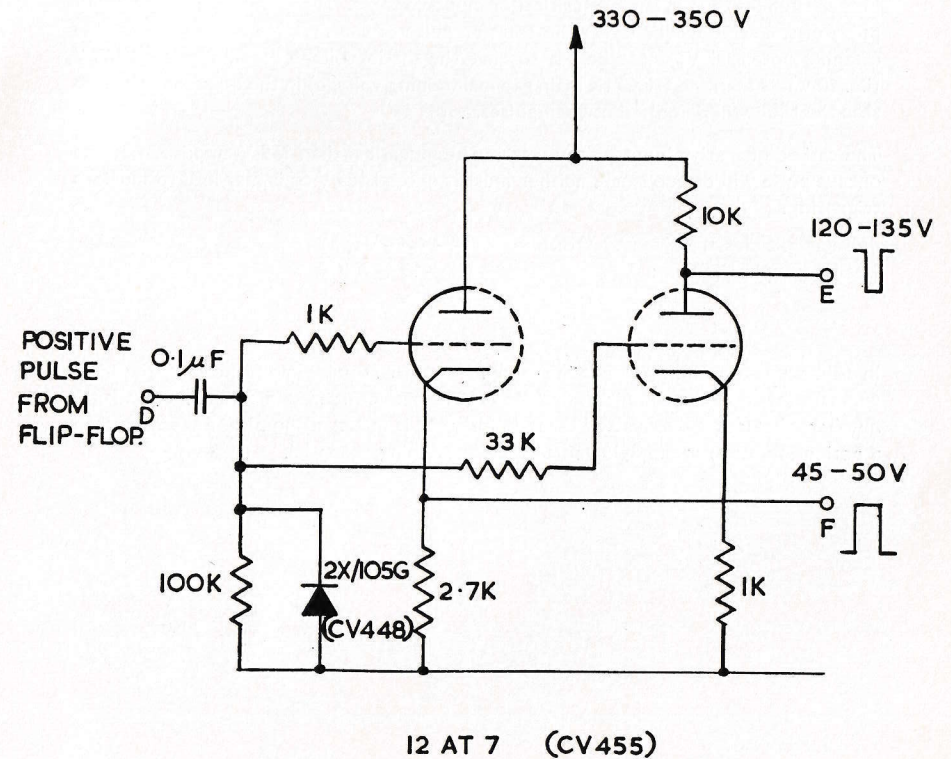 330-350 V
10K
120-135V
E
1K
POSITIVE
PULSE
FROM
FLIP-FLOP.
0.1µF
D
33K
45-50V
F
100K
2X/105G
(CV448)
2.7K
1K
12 AT 7 (CV455)